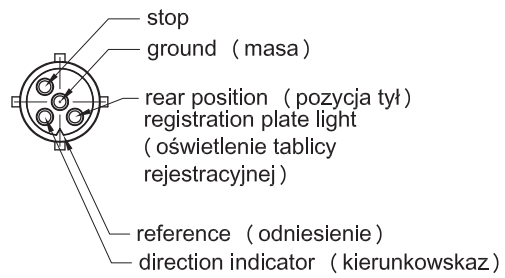 stop
ground ( masa )
rear position ( pozycja tył )
registration plate light
( oświetlenie tablicy
rejestracyjnej )
reference ( odniesienie )
direction indicator ( kierunkowskaz )